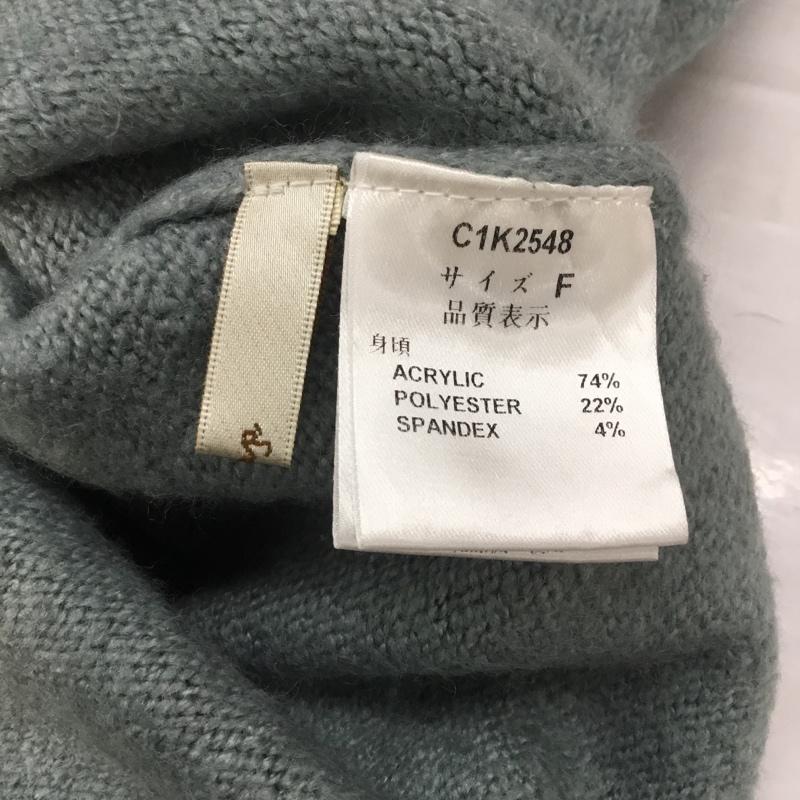 C1K2548
サイズ F
品質表示
身頃
ACRYLIC 74%
POLYESTER 22%
SPANDEX 4%